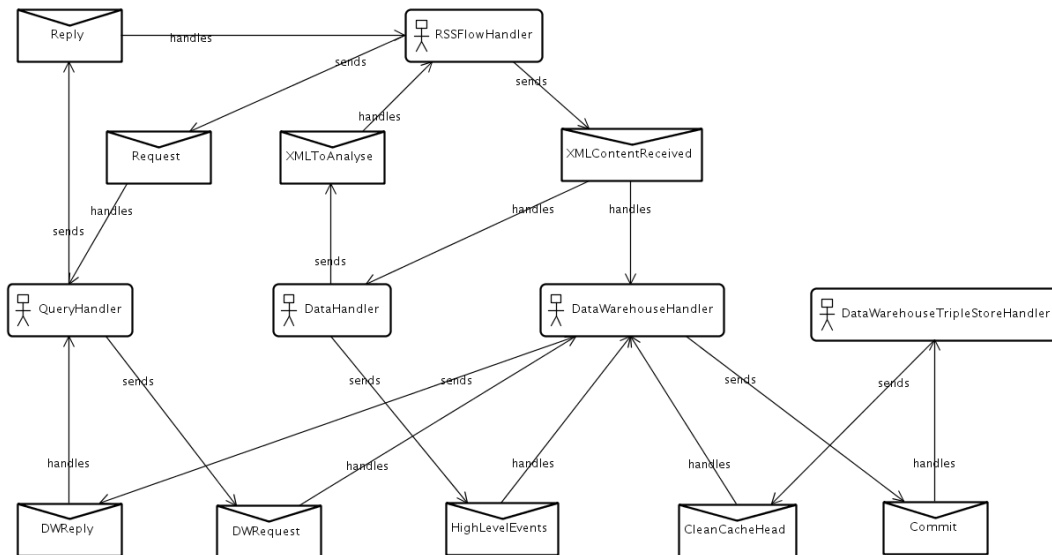 Reply
handles
RSSFlowHandler
sends
sends
handles
Request
XMLToAnalyse
XMLContentReceived
handles
handles
handles
sends
sends
QueryHandler
DataHandler
DataWarehouseHandler
DataWarehouseTripleStoreHandler
sends
sends
sends
sends
sends
handles
handles
handles
handles
handles
DWReply
DWRequest
HighLevelEvents
CleanCacheHead
Commit